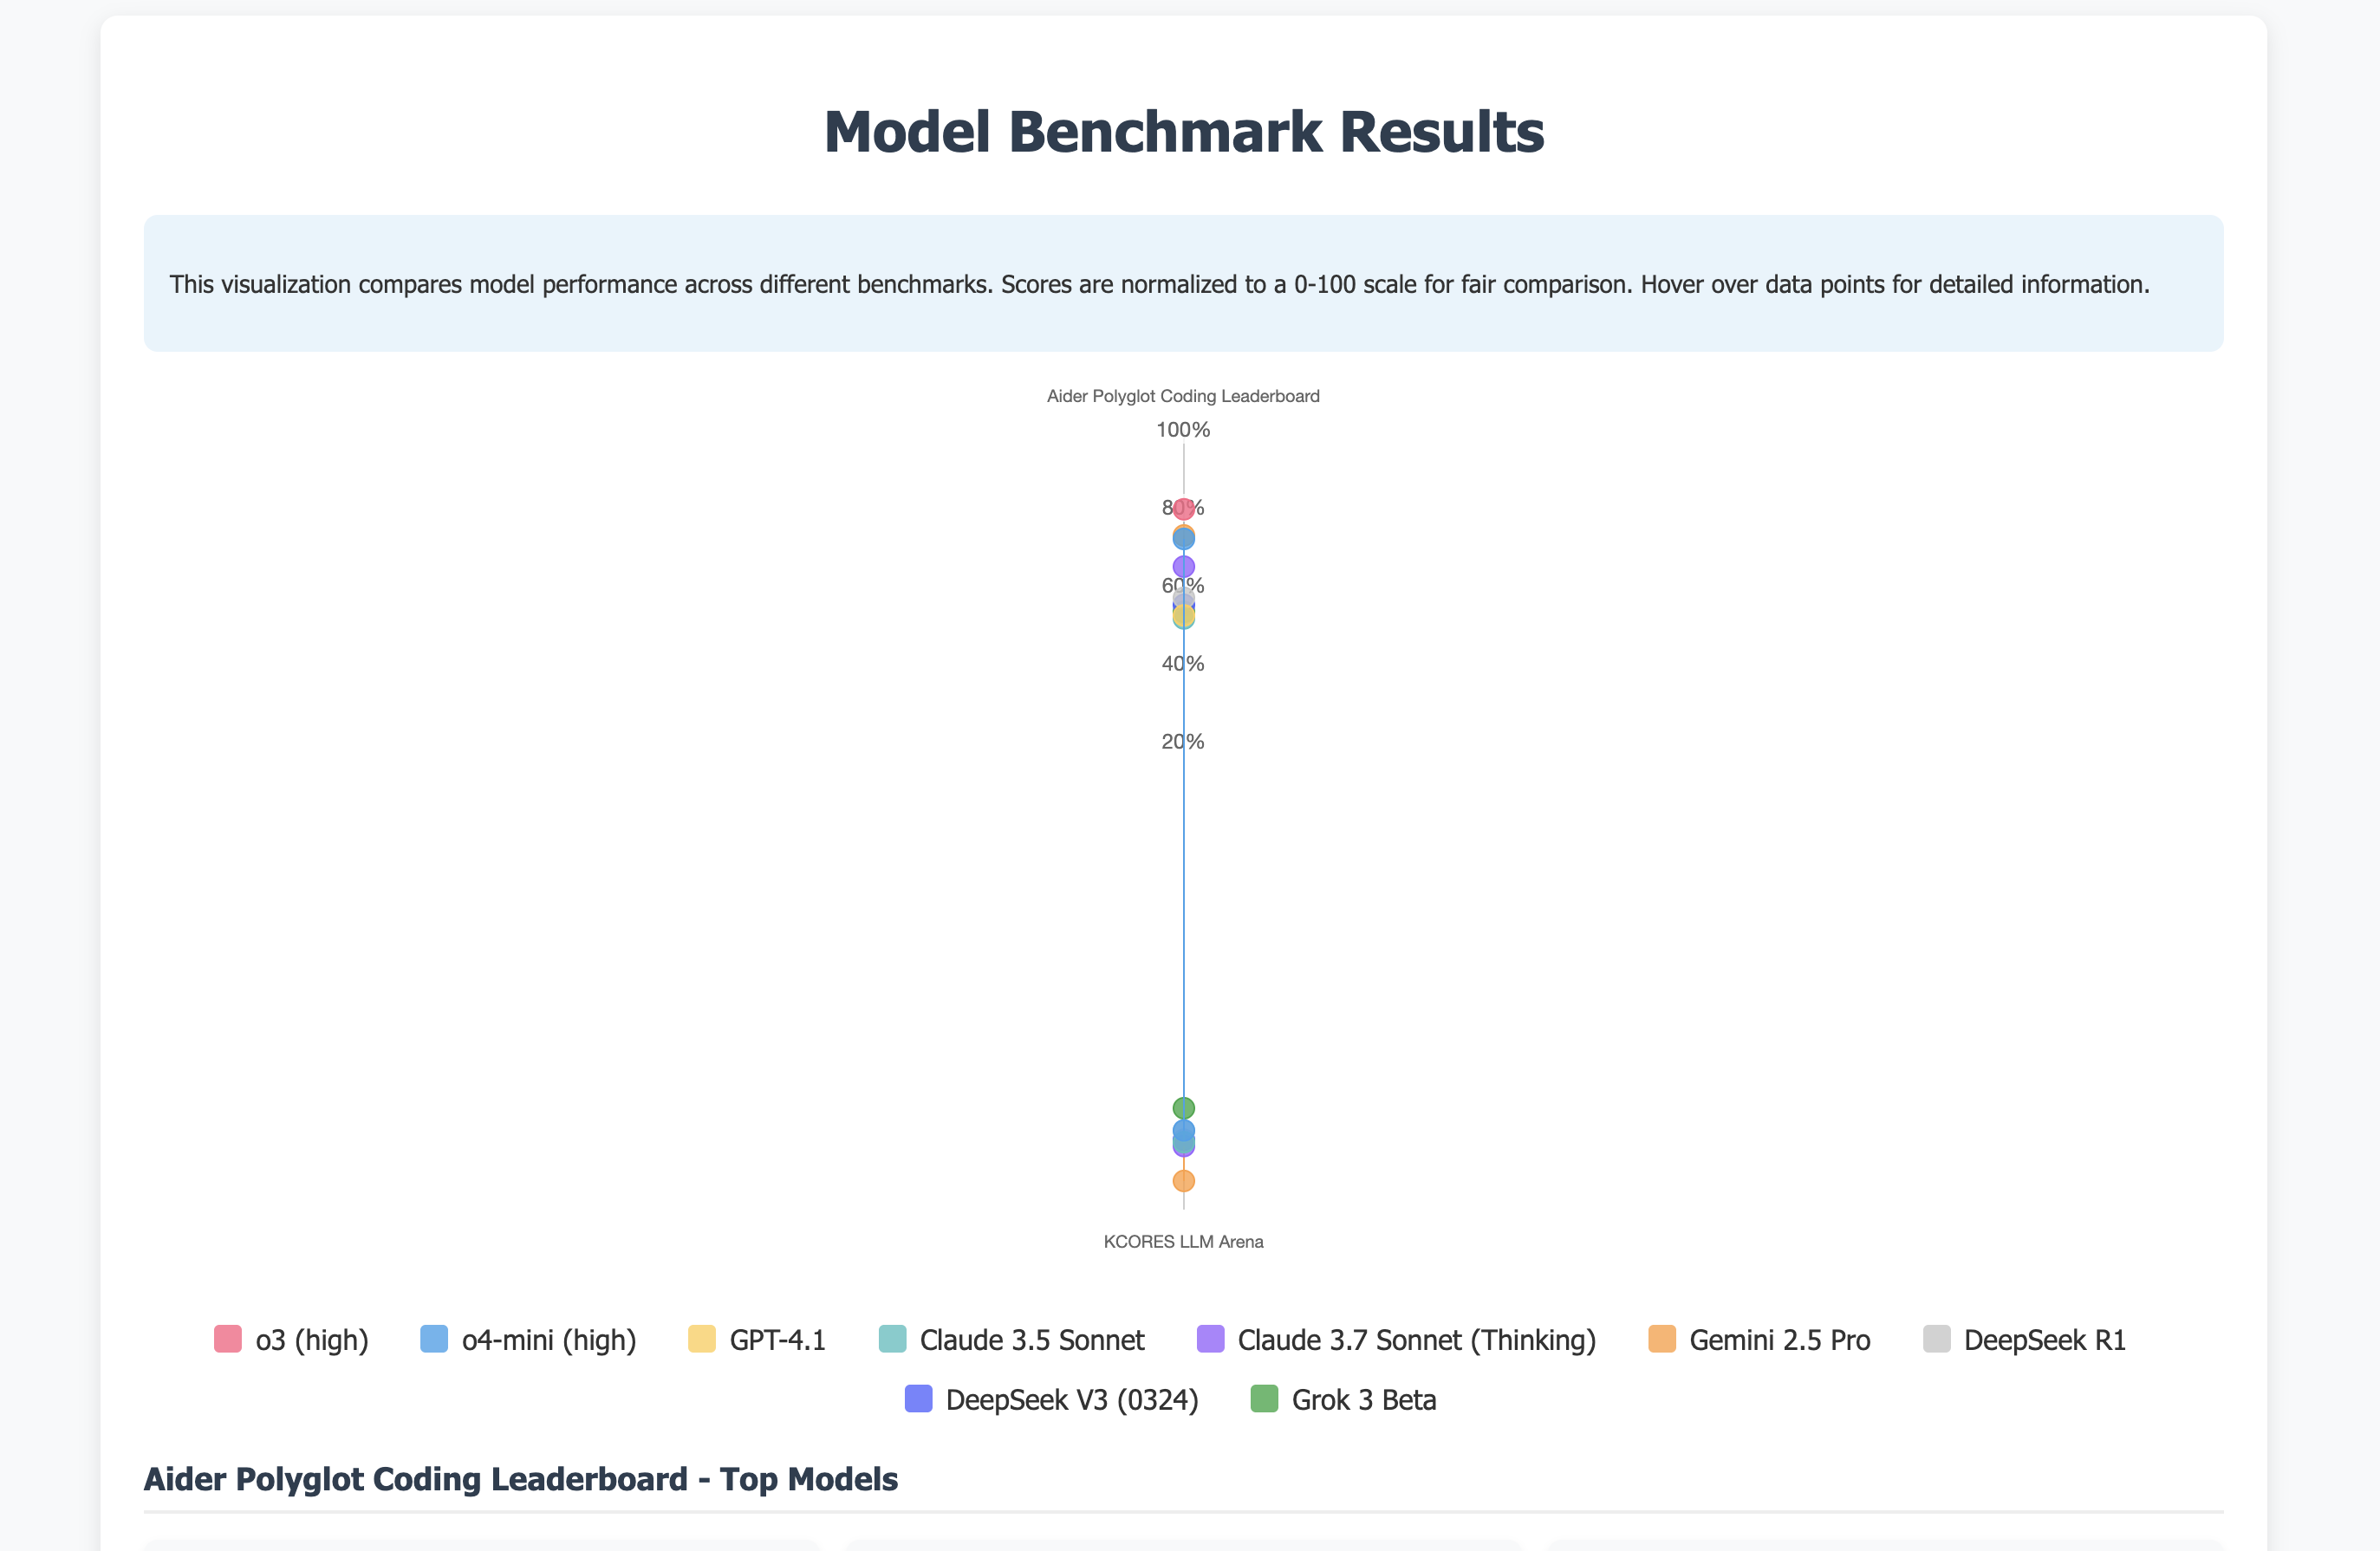 Model Benchmark Results
This visualization compares model performance across different benchmarks. Scores are normalized to a 0-100 scale for fair comparison. Hover over data points for detailed information.
Aider Polyglot Coding Leaderboard
100%
80%
60%
40%
20%
KCORES LLM Arena
o3 (high) o4-mini (high) GPT-4.1 Claude 3.5 Sonnet Claude 3.7 Sonnet (Thinking) Gemini 2.5 Pro DeepSeek R1
DeepSeek V3 (0324) Grok 3 Beta
Aider Polyglot Coding Leaderboard - Top Models